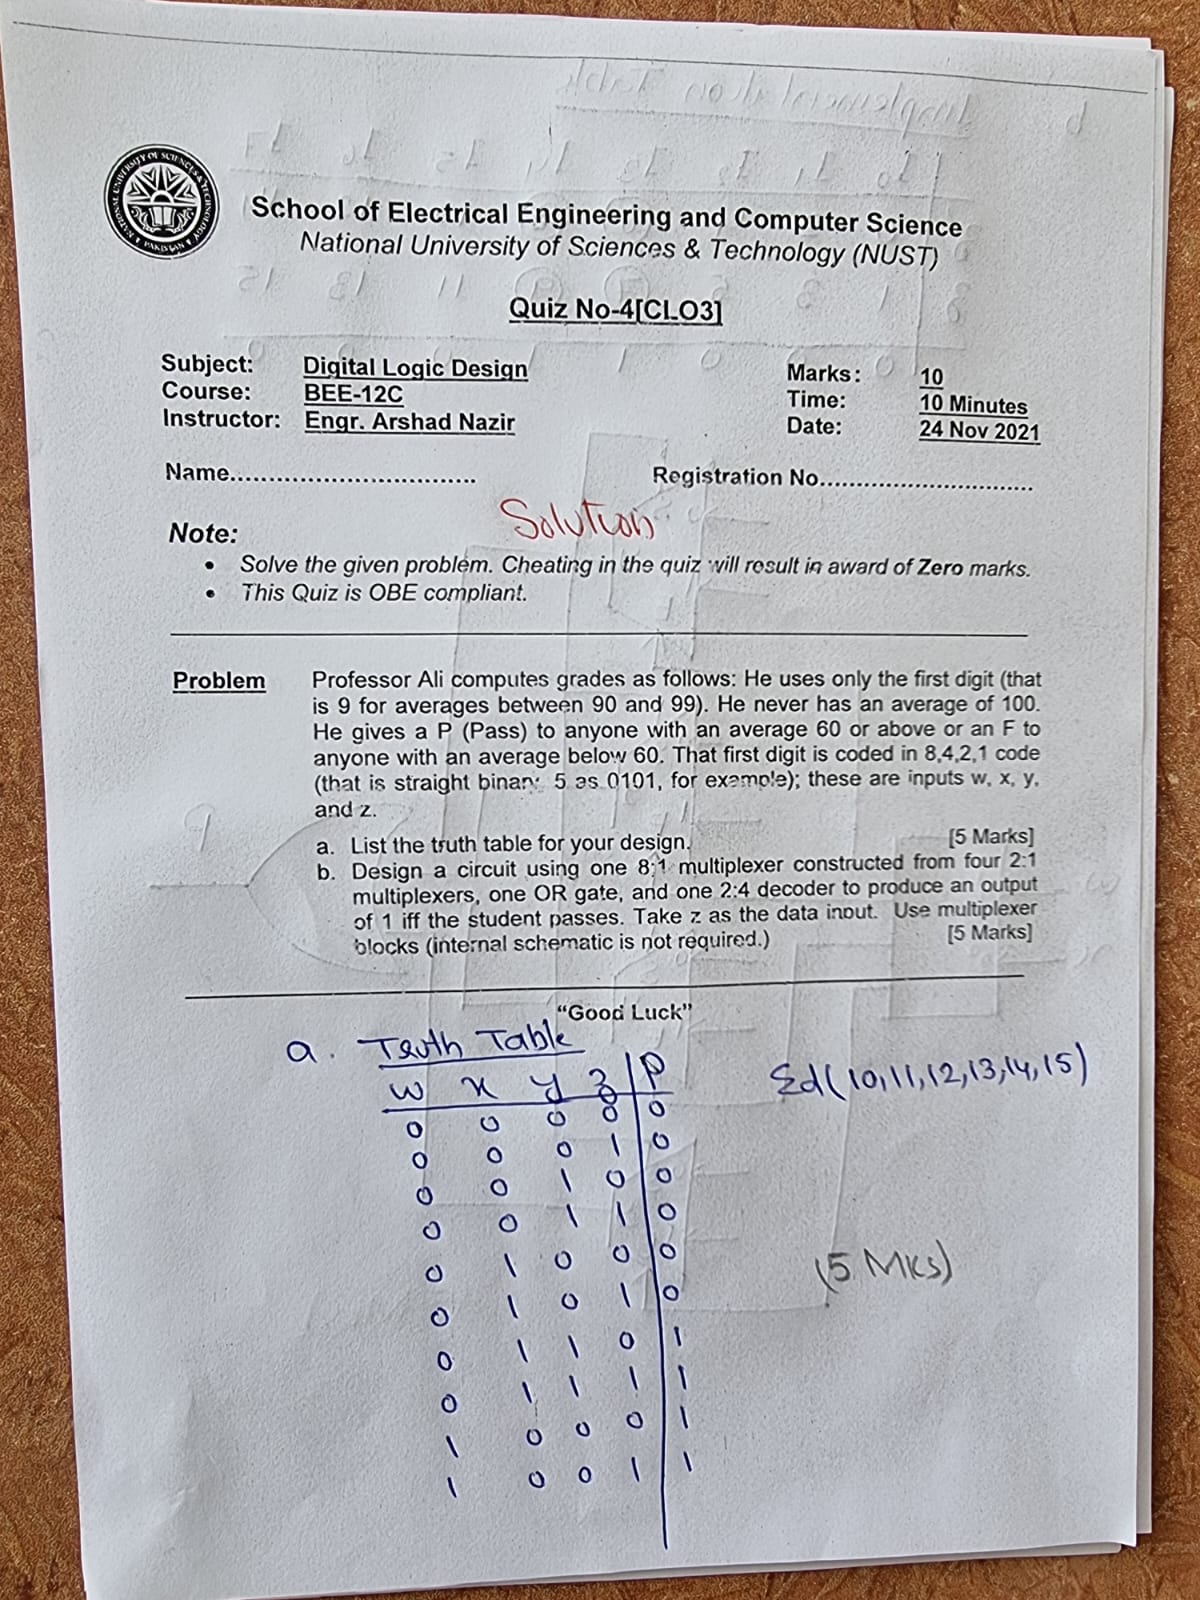 School of Electrical Engineering and Computer Science
National University of Sciences & Technology (NUST)
Quiz No-4[CLO3]
Subject: Digital Logic Design
Course: BEE-12C
Instructor: Engr. Arshad Nazir
Marks: 10
Time: 10 Minutes
Date: 24 Nov 2021
Name................................
Registration No..............................
Solution
Note:
• Solve the given problem. Cheating in the quiz will result in award of Zero marks.
• This Quiz is OBE compliant.
Problem Professor Ali computes grades as follows: He uses only the first digit (that
is 9 for averages between 90 and 99). He never has an average of 100.
He gives a P (Pass) to anyone with an average 60 or above or an F to
anyone with an average below 60. That first digit is coded in 8,4,2,1 code
(that is straight binary 5 as 0101, for example); these are inputs w, x, y,
and z.
a. List the truth table for your design. [5 Marks]
b. Design a circuit using one 8:1 multiplexer constructed from four 2:1
multiplexers, one OR gate, and one 2:4 decoder to produce an output
of 1 iff the student passes. Take z as the data input. Use multiplexer
blocks (internal schematic is not required.) [5 Marks]
"Good Luck"
a. Truth Table
w x y z P
0 0 0 0 0
0 0 0 1 0
0 0 1 0 0
0 0 1 1 0
0 1 0 0 0
0 1 0 1 0
0 1 1 0 1
0 1 1 1 1
1 0 0 0 1
1 0 0 1 1
Σd(10,11,12,13,14,15)
(5 Mks)